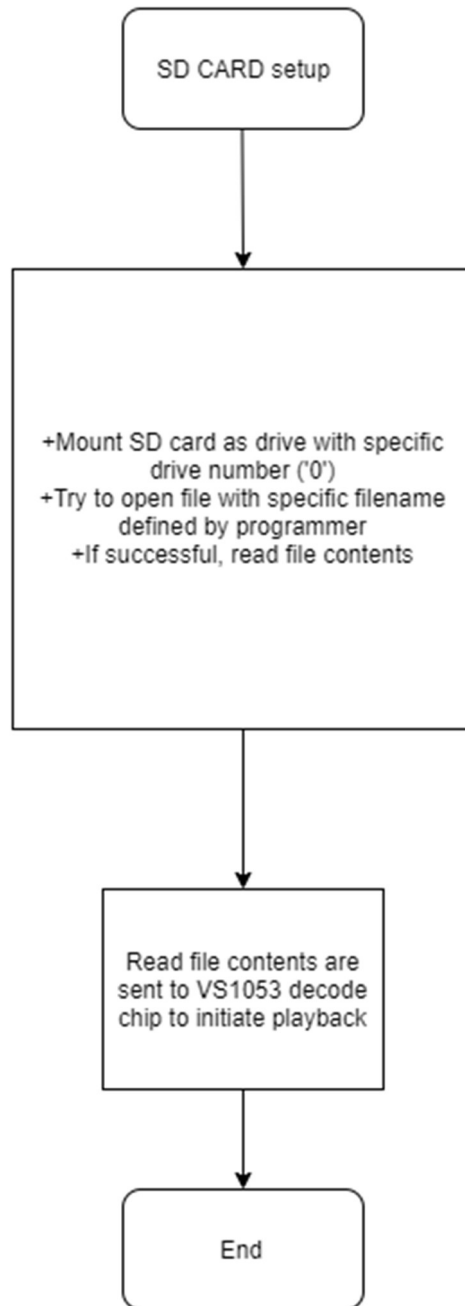 SD CARD setup
+Mount SD card as drive with specific
drive number ('0')
+Try to open file with specific filename
defined by programmer
+If successful, read file contents
Read file contents are
sent to VS1053 decode
chip to initiate playback
End